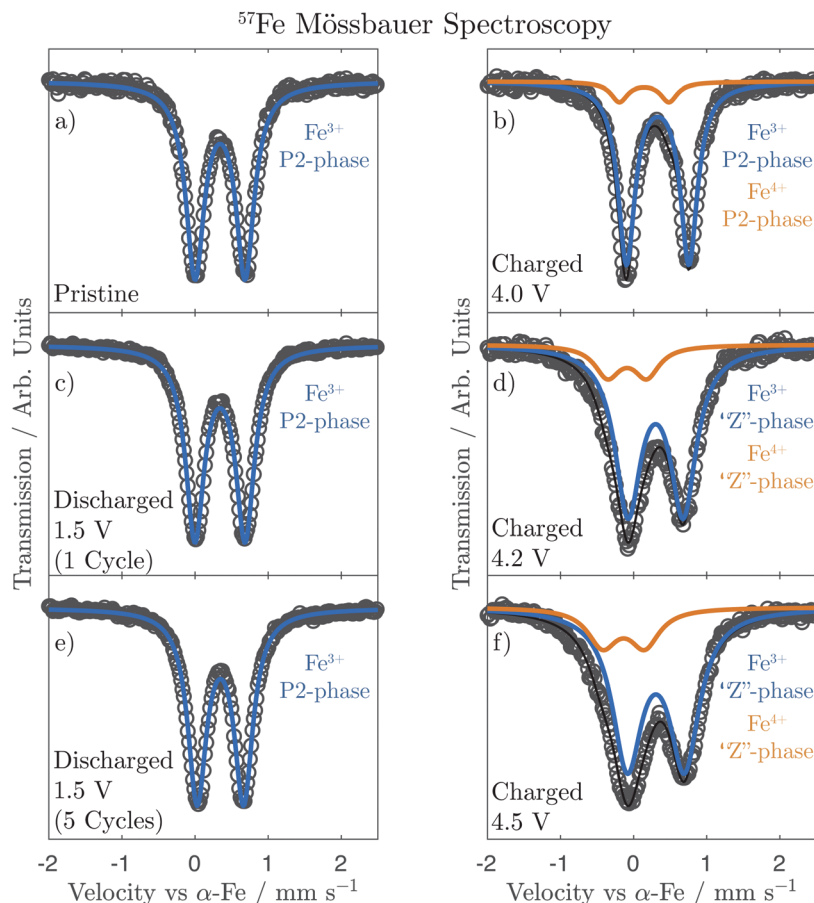 ⁵⁷Fe Mössbauer Spectroscopy
a)
Fe³⁺
P2-phase
Pristine
b)
Fe³⁺
P2-phase
Fe⁴⁺
P2-phase
Charged
4.0 V
c)
Fe³⁺
P2-phase
Discharged
1.5 V
(1 Cycle)
d)
Fe³⁺
“Z”-phase
Fe⁴⁺
“Z”-phase
Charged
4.2 V
e)
Fe³⁺
P2-phase
Discharged
1.5 V
(5 Cycles)
f)
Fe³⁺
“Z”-phase
Fe⁴⁺
“Z”-phase
Charged
4.5 V
Transmission / Arb. Units
Transmission / Arb. Units
-2 -1 0 1 2
-2 -1 0 1 2
Velocity vs α-Fe / mm s⁻¹
Velocity vs α-Fe / mm s⁻¹